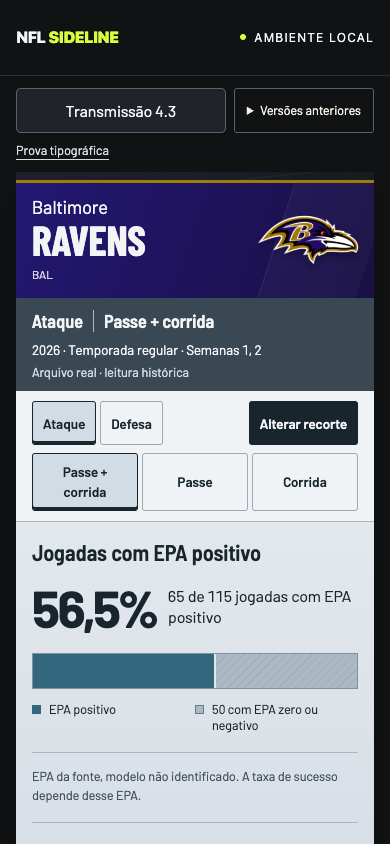 NFL SIDELINE
AMBIENTE LOCAL
Transmissão 4.3
Versões anteriores
Prova tipográfica
Baltimore
RAVENS
BAL
Ataque | Passe + corrida
2026 · Temporada regular · Semanas 1, 2
Arquivo real · leitura histórica
Ataque
Defesa
Alterar recorte
Passe +
corrida
Passe
Corrida
Jogadas com EPA positivo
56,5%
65 de 115 jogadas com EPA
positivo
EPA positivo
50 com EPA zero ou
negativo
EPA da fonte, modelo não identificado. A taxa de sucesso
depende desse EPA.